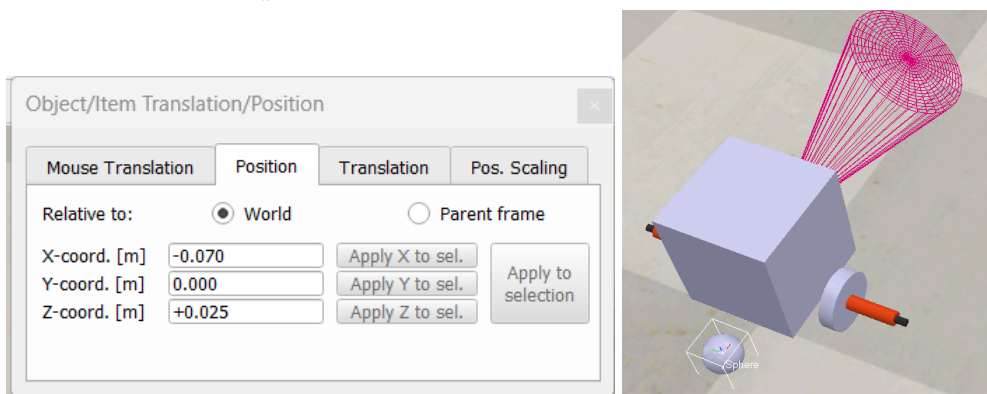 Object/Item Translation/Position
Mouse Translation Position Translation Pos. Scaling
Relative to: World Parent frame
X-coord. [m] -0.070 Apply X to sel.
Y-coord. [m] 0.000 Apply Y to sel.
Z-coord. [m] +0.025 Apply Z to sel.
Apply to
selection
Sphere